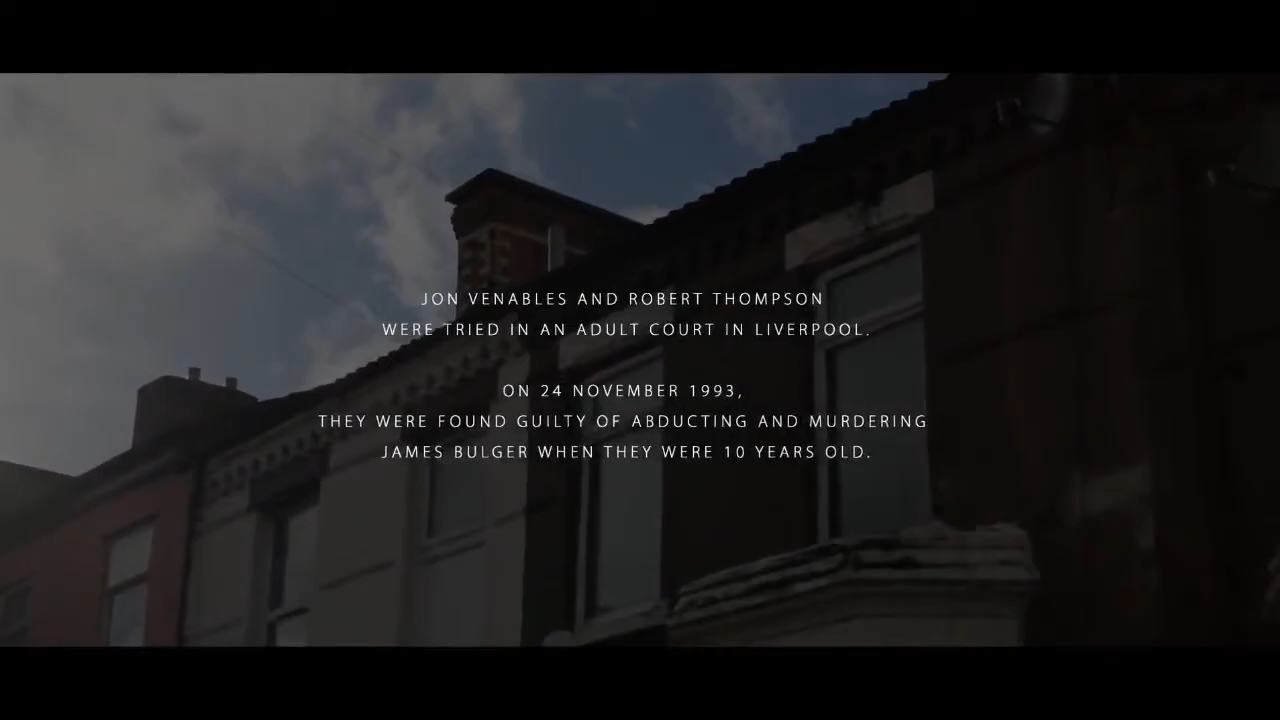 JON VENABLES AND ROBERT THOMPSON
WERE TRIED IN AN ADULT COURT IN LIVERPOOL.
ON 24 NOVEMBER 1993,
THEY WERE FOUND GUILTY OF ABDUCTING AND MURDERING
JAMES BULGER WHEN THEY WERE 10 YEARS OLD.